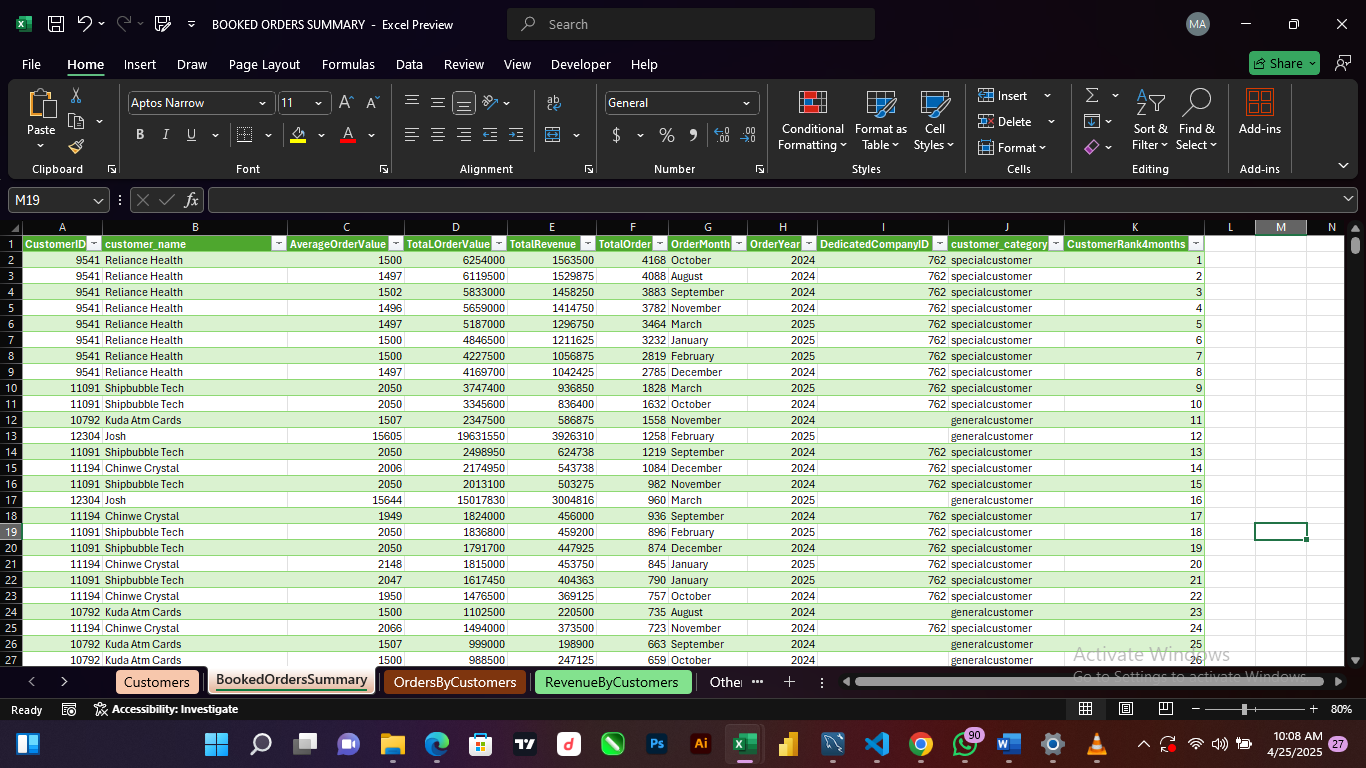 BOOKED ORDERS SUMMARY - Excel Preview
Search
MA
File Home Insert Draw Page Layout Formulas Data Review View Developer Help
Share
Paste
Clipboard
Aptos Narrow 11 A A
B I U A
Font
ab
Alignment
General
$ % 9 .00 .00
Number
Conditional Formatting
Format as Table
Cell Styles
Styles
Insert
Delete
Format
Cells
Sort & Filter
Find & Select
Editing
Add-ins
Add-ins
M19 fx
A B C D E F G H I J K L M N
1 CustomerID customer_name AverageOrderValue TotaLOrderValue TotalRevenue TotalOrder OrderMonth OrderYear DedicatedCompanyID customer_category CustomerRank4months
2 9541 Reliance Health 1500 6254000 1563500 4168 October 2024 762 specialcustomer 1
3 9541 Reliance Health 1497 6119500 1529875 4088 August 2024 762 specialcustomer 2
4 9541 Reliance Health 1502 5833000 1458250 3883 September 2024 762 specialcustomer 3
5 9541 Reliance Health 1496 5659000 1414750 3782 November 2024 762 specialcustomer 4
6 9541 Reliance Health 1497 5187000 1296750 3464 March 2025 762 specialcustomer 5
7 9541 Reliance Health 1500 4846500 1211625 3232 January 2025 762 specialcustomer 6
8 9541 Reliance Health 1500 4227500 1056875 2819 February 2025 762 specialcustomer 7
9 9541 Reliance Health 1497 4169700 1042425 2785 December 2024 762 specialcustomer 8
10 11091 Shipbubble Tech 2050 3747400 936850 1828 March 2025 762 specialcustomer 9
11 11091 Shipbubble Tech 2050 3345600 836400 1632 October 2024 762 specialcustomer 10
12 10792 Kuda Atm Cards 1507 2347500 586875 1558 November 2024 generalcustomer 11
13 12304 Josh 15605 19631550 3926310 1258 February 2025 generalcustomer 12
14 11091 Shipbubble Tech 2050 2498950 624738 1219 September 2024 762 specialcustomer 13
15 11194 Chinwe Crystal 2006 2174950 543738 1084 December 2024 762 specialcustomer 14
16 11091 Shipbubble Tech 2050 2013100 503275 982 November 2024 762 specialcustomer 15
17 12304 Josh 15644 15017830 3004816 960 March 2025 generalcustomer 16
18 11194 Chinwe Crystal 1949 1824000 456000 936 September 2024 762 specialcustomer 17
19 11091 Shipbubble Tech 2050 1836800 459200 896 February 2025 762 specialcustomer 18
20 11091 Shipbubble Tech 2050 1791700 447925 874 December 2024 762 specialcustomer 19
21 11194 Chinwe Crystal 2148 1815000 453750 845 January 2025 762 specialcustomer 20
22 11091 Shipbubble Tech 2047 1617450 404363 790 January 2025 762 specialcustomer 21
23 11194 Chinwe Crystal 1950 1476500 369125 757 October 2024 762 specialcustomer 22
24 10792 Kuda Atm Cards 1500 1102500 220500 735 August 2024 generalcustomer 23
25 11194 Chinwe Crystal 2066 1494000 373500 723 November 2024 762 specialcustomer 24
26 10792 Kuda Atm Cards 1507 999000 198900 663 September 2024 generalcustomer 25
27 10792 Kuda Atm Cards 1500 988500 247125 659 October 2024 generalcustomer 26
Activate Windows
Go to Settings to activate Windows.
Customers BookedOrdersSummary OrdersByCustomers RevenueByCustomers Other
Ready Accessibility: Investigate 80%
Ps Ai 90
10:08 AM
4/25/2025 27